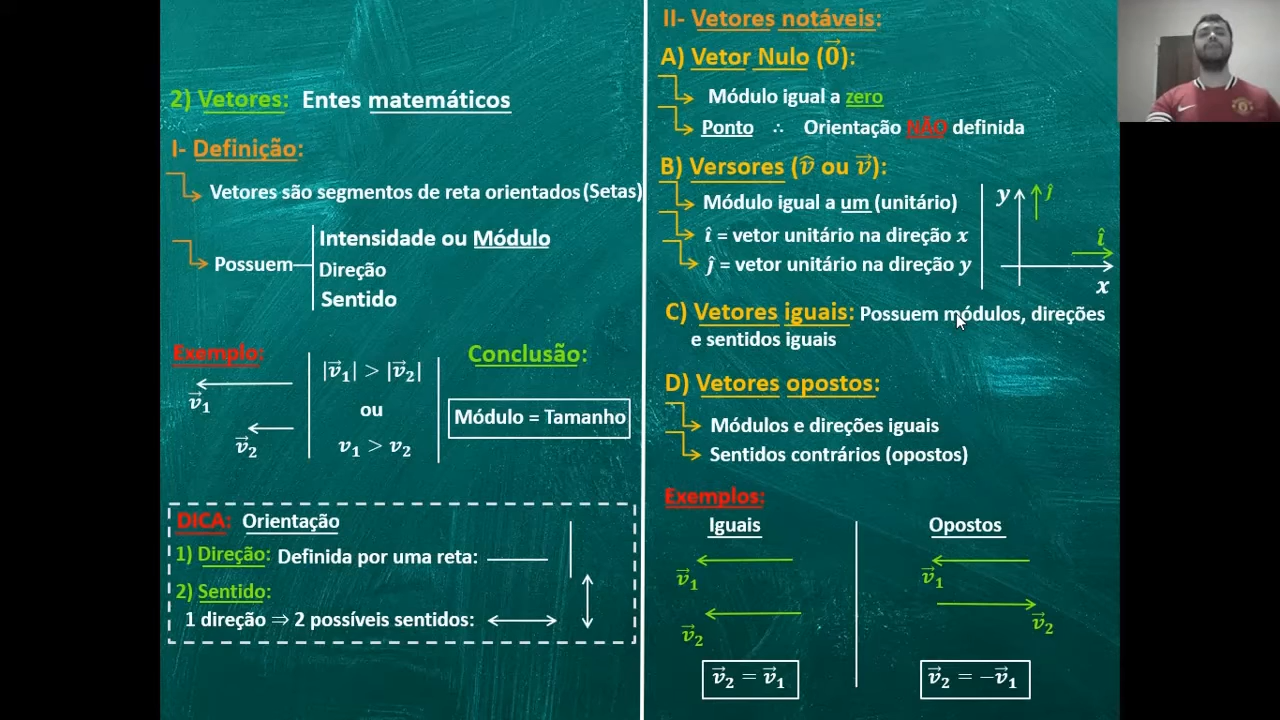 2) Vetores: Entes matemáticos
I- Definição:
Vetores são segmentos de reta orientados (Setas)
Possuem
Intensidade ou Módulo
Direção
Sentido
Exemplo:
v⃗₁
v⃗₂
|v⃗₁| > |v⃗₂|
ou
v₁ > v₂
Conclusão:
Módulo = Tamanho
DICA: Orientação
1) Direção: Definida por uma reta:
2) Sentido:
1 direção ⇒ 2 possíveis sentidos:
II- Vetores notáveis:
A) Vetor Nulo (0⃗):
Módulo igual a zero
Ponto ∴ Orientação NÃO definida
B) Versores (v̂ ou v⃗):
Módulo igual a um (unitário)
î = vetor unitário na direção x
ĵ = vetor unitário na direção y
y
ĵ
î
x
C) Vetores iguais: Possuem módulos, direções
e sentidos iguais
D) Vetores opostos:
Módulos e direções iguais
Sentidos contrários (opostos)
Exemplos:
Iguais
v⃗₁
v⃗₂
v⃗₂ = v⃗₁
Opostos
v⃗₁
v⃗₂
v⃗₂ = −v⃗₁